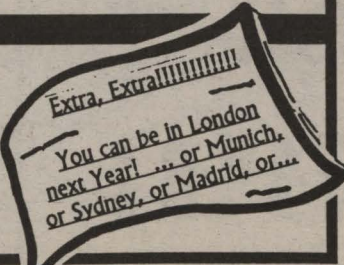 Extra, Extra!!!!!!!!!!!!
You can be in London
next Year! ... or Munich,
or Sydney, or Madrid, or...